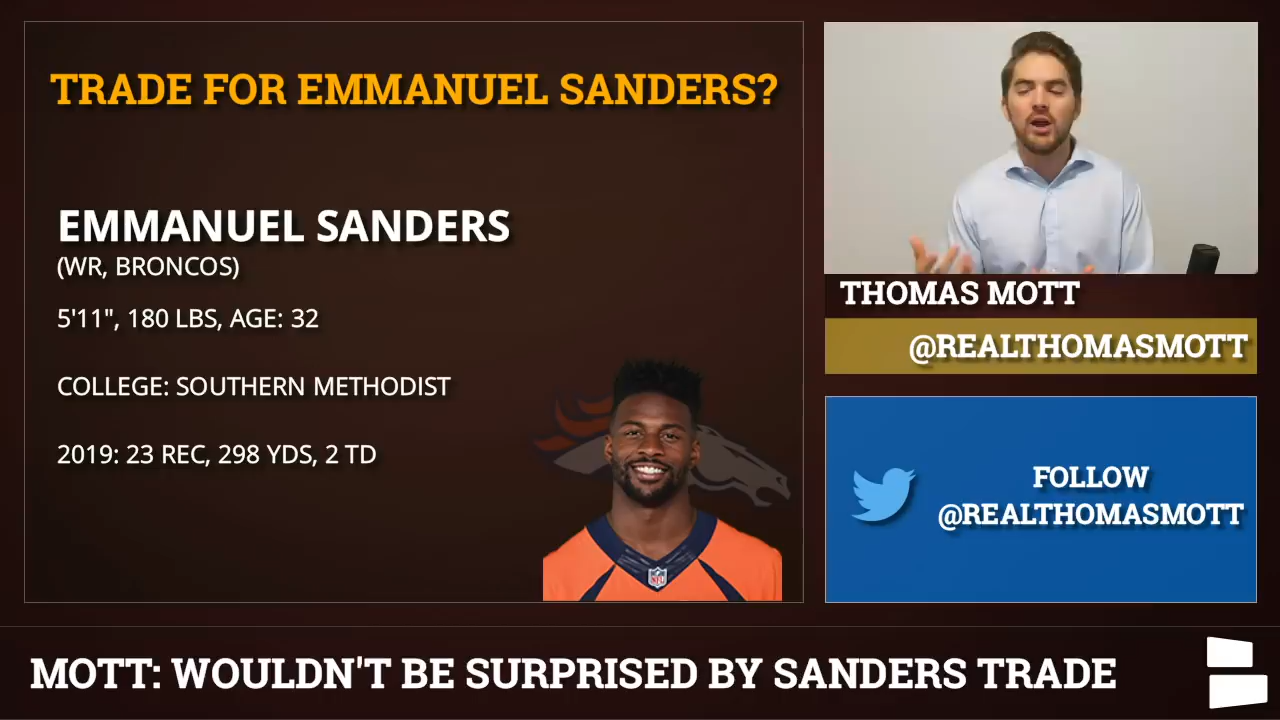 TRADE FOR EMMANUEL SANDERS?
EMMANUEL SANDERS
(WR, BRONCOS)
5'11", 180 LBS, AGE: 32
COLLEGE: SOUTHERN METHODIST
2019: 23 REC, 298 YDS, 2 TD
THOMAS MOTT
@REALTHOMASMOTT
FOLLOW
@REALTHOMASMOTT
MOTT: WOULDN'T BE SURPRISED BY SANDERS TRADE